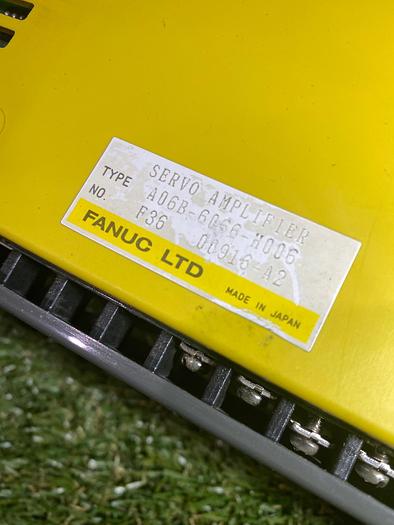 SERVO AMPLIFIER
TYPE A06B-6066-H006
NO. F36 00916-A2
FANUC LTD MADE IN JAPAN